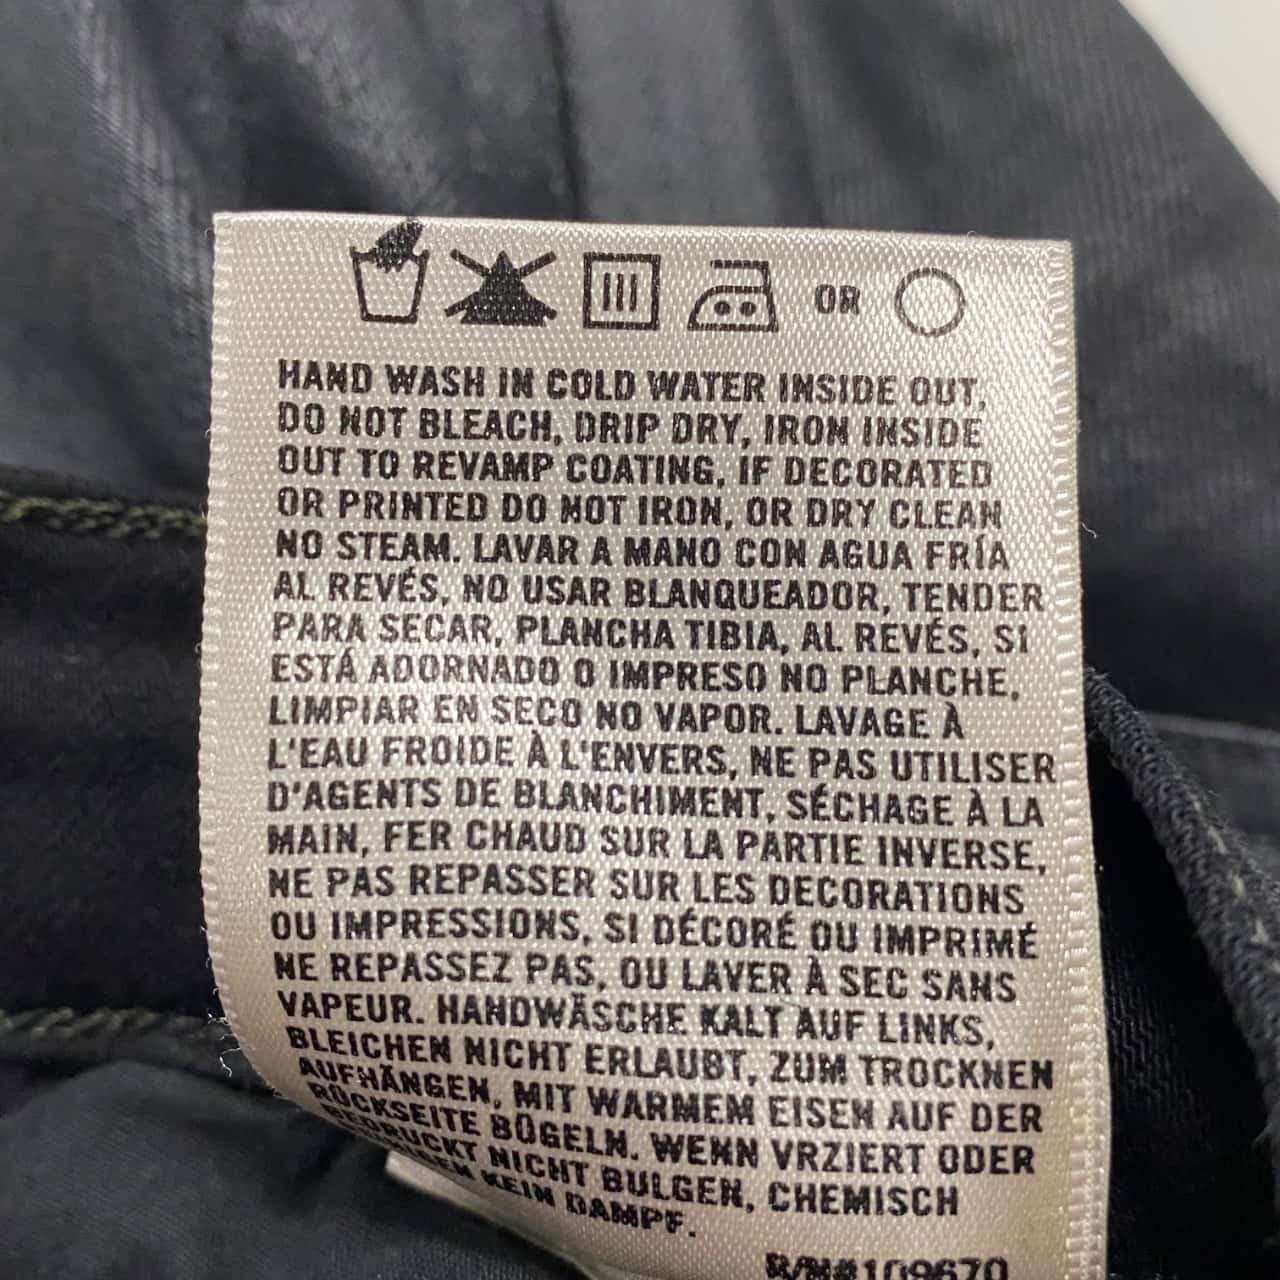 OR
HAND WASH IN COLD WATER INSIDE OUT,
DO NOT BLEACH, DRIP DRY, IRON INSIDE
OUT TO REVAMP COATING, IF DECORATED
OR PRINTED DO NOT IRON, OR DRY CLEAN
NO STEAM. LAVAR A MANO CON AGUA FRÍA
AL REVÉS, NO USAR BLANQUEADOR, TENDER
PARA SECAR, PLANCHA TIBIA, AL REVÉS, SI
ESTÁ ADORNADO O IMPRESO NO PLANCHE,
LIMPIAR EN SECO NO VAPOR. LAVAGE À
L'EAU FROIDE À L'ENVERS, NE PAS UTILISER
D'AGENTS DE BLANCHIMENT, SÉCHAGE À LA
MAIN, FER CHAUD SUR LA PARTIE INVERSE,
NE PAS REPASSER SUR LES DECORATIONS
OU IMPRESSIONS, SI DÉCORÉ OU IMPRIMÉ
NE REPASSEZ PAS, OU LAVER À SEC SANS
VAPEUR. HANDWÄSCHE KALT AUF LINKS,
BLEICHEN NICHT ERLAUBT, ZUM TROCKNEN
AUFHÄNGEN, MIT WARMEM EISEN AUF DER
RÜCKSEITE BÜGELN. WENN VRZIERT ODER
BEDRUCKT NICHT BULGEN, CHEMISCH
KEIN DAMPF.
R/N#109670